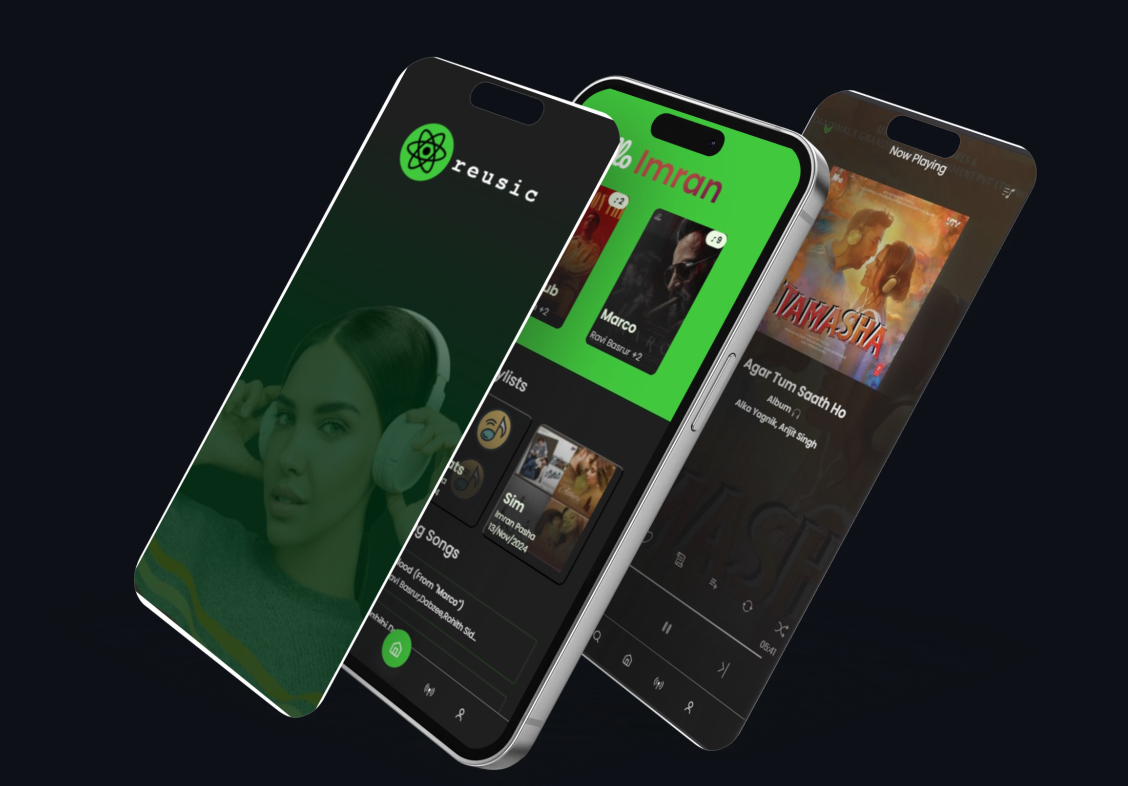 reusic
lo Imran
:2
:9
ub
+2
Marco
Ravi Basrur +2
ylists
ats
Sim
Imran Pasha
13/Nov/2024
g Songs
lood (From "Marco")
avi Basrur,Dabzee,Rohith Sid...
Now Playing
TAMASHA
Agar Tum Saath Ho
Album
Alka Yagnik, Arijit Singh
05:41